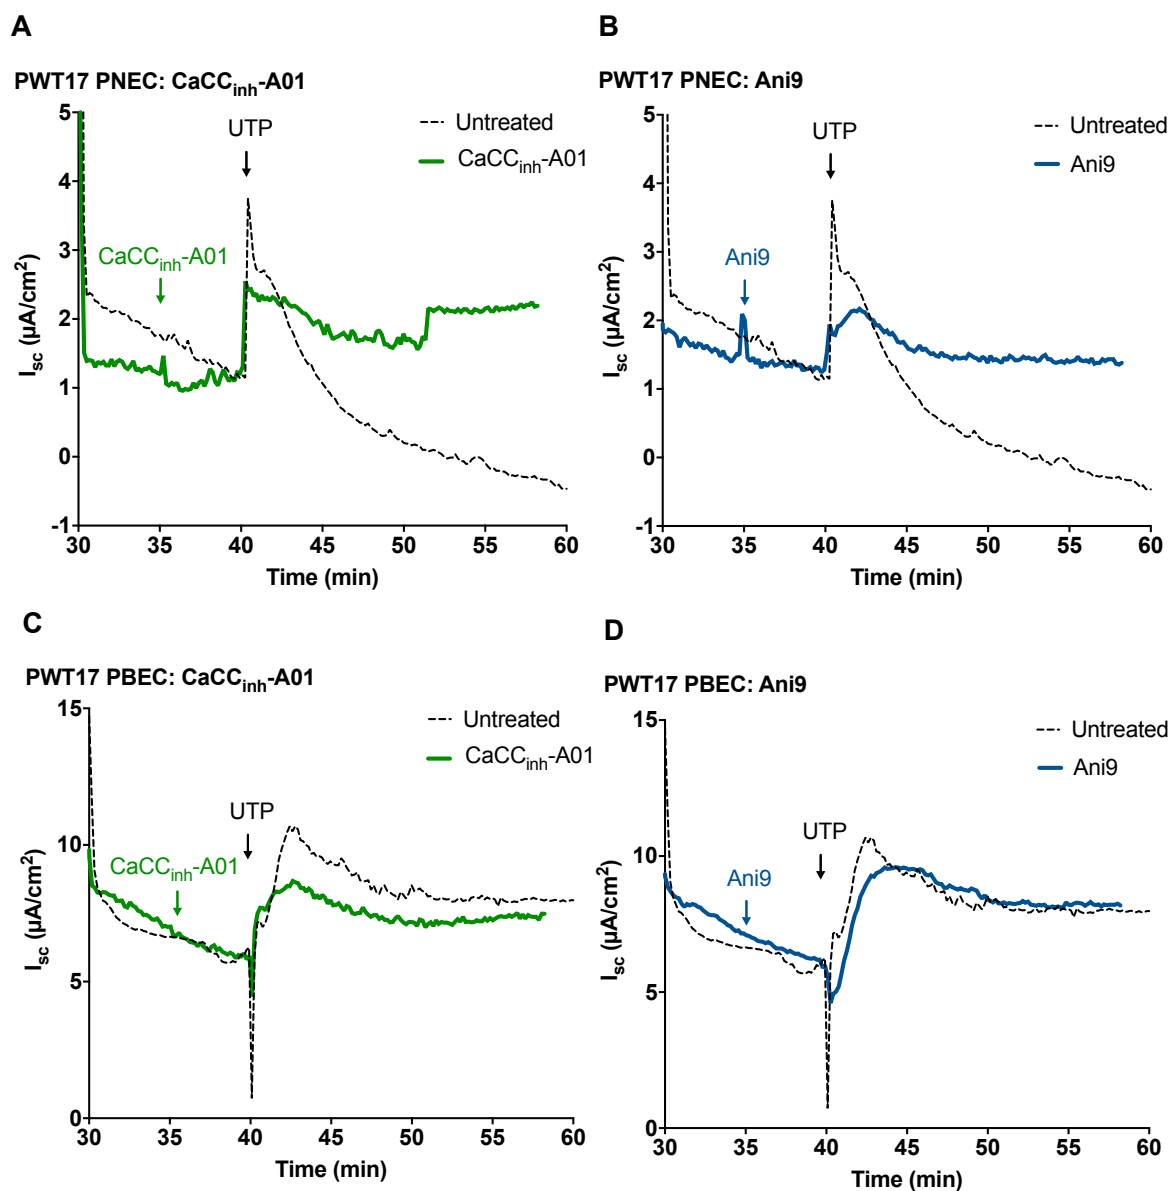 A
PWT17 PNEC: CaCCinh-A01
5
4
3
2
1
0
-1
Isc (µA/cm2)
UTP
Untreated
CaCCinh-A01
CaCCinh-A01
30 35 40 45 50 55 60
Time (min)
B
PWT17 PNEC: Ani9
5
4
3
2
1
0
-1
Isc (µA/cm2)
UTP
Untreated
Ani9
Ani9
30 35 40 45 50 55 60
Time (min)
C
PWT17 PBEC: CaCCinh-A01
15
10
5
0
Isc (µA/cm2)
Untreated
CaCCinh-A01
UTP
CaCCinh-A01
30 35 40 45 50 55 60
Time (min)
D
PWT17 PBEC: Ani9
15
10
5
0
Isc (µA/cm2)
Untreated
Ani9
UTP
Ani9
30 35 40 45 50 55 60
Time (min)